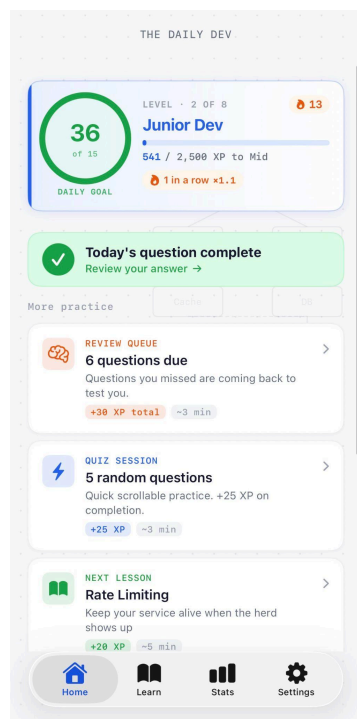 THE DAILY DEV
36
of 15
DAILY GOAL
LEVEL · 2 OF 8
13
Junior Dev
541 / 2,500 XP to Mid
1 in a row ×1.1
Today's question complete
Review your answer →
Cache
DB
More practice
REVIEW QUEUE
6 questions due
Questions you missed are coming back to
test you.
+30 XP total
~3 min
QUIZ SESSION
5 random questions
Quick scrollable practice. +25 XP on
completion.
+25 XP
~3 min
NEXT LESSON
Rate Limiting
Keep your service alive when the herd
shows up
+20 XP
~5 min
Home
Learn
Stats
Settings